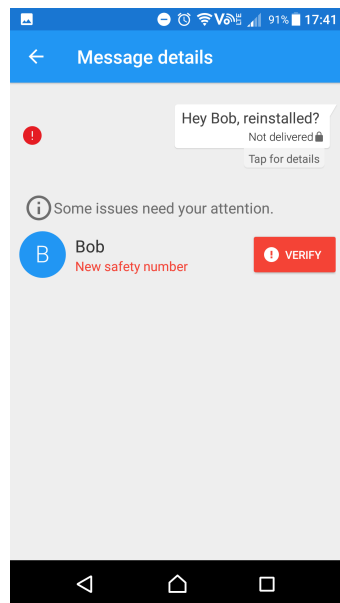 91% 17:41
Message details
Hey Bob, reinstalled?
Not delivered
Tap for details
Some issues need your attention.
B
Bob
New safety number
VERIFY